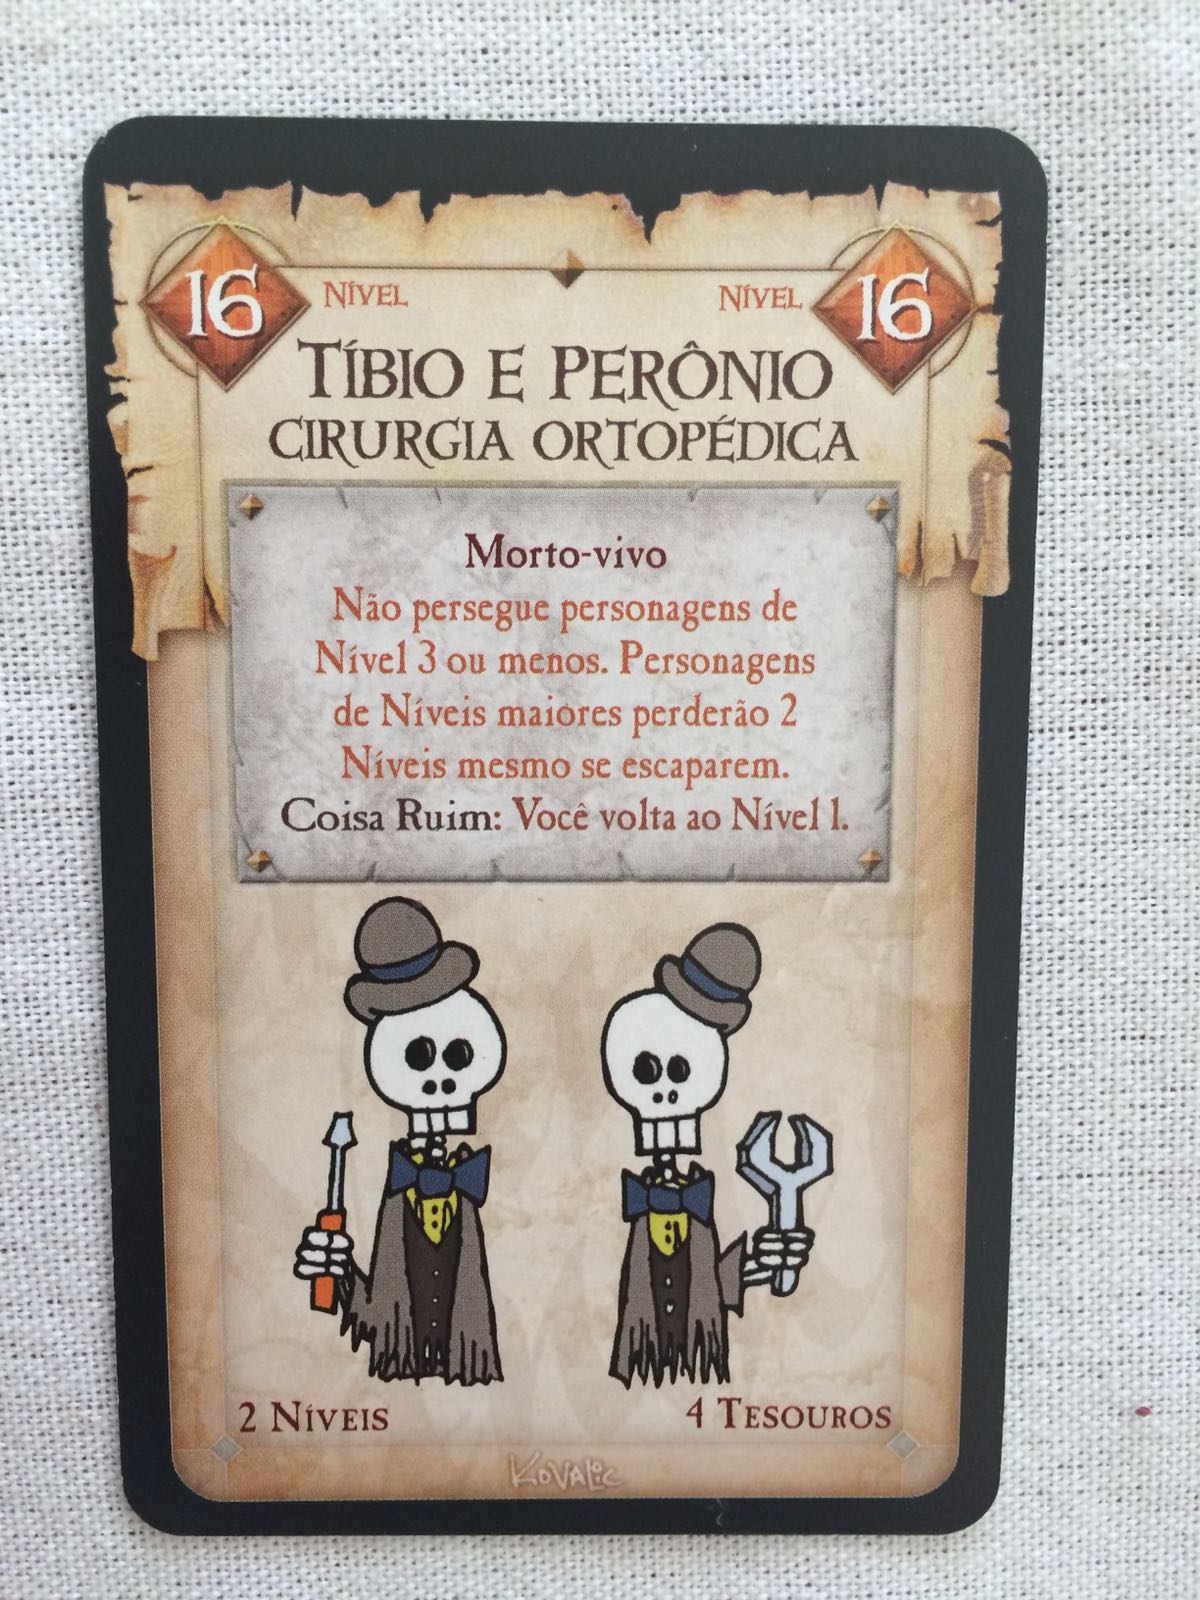 16 NÍVEL NÍVEL 16
TÍBIO E PERÔNIO
CIRURGIA ORTOPÉDICA
Morto-vivo
Não persegue personagens de
Nível 3 ou menos. Personagens
de Níveis maiores perderão 2
Níveis mesmo se escaparem.
Coisa Ruim: Você volta ao Nível 1.
2 NÍVEIS 4 TESOUROS
KOVALIC